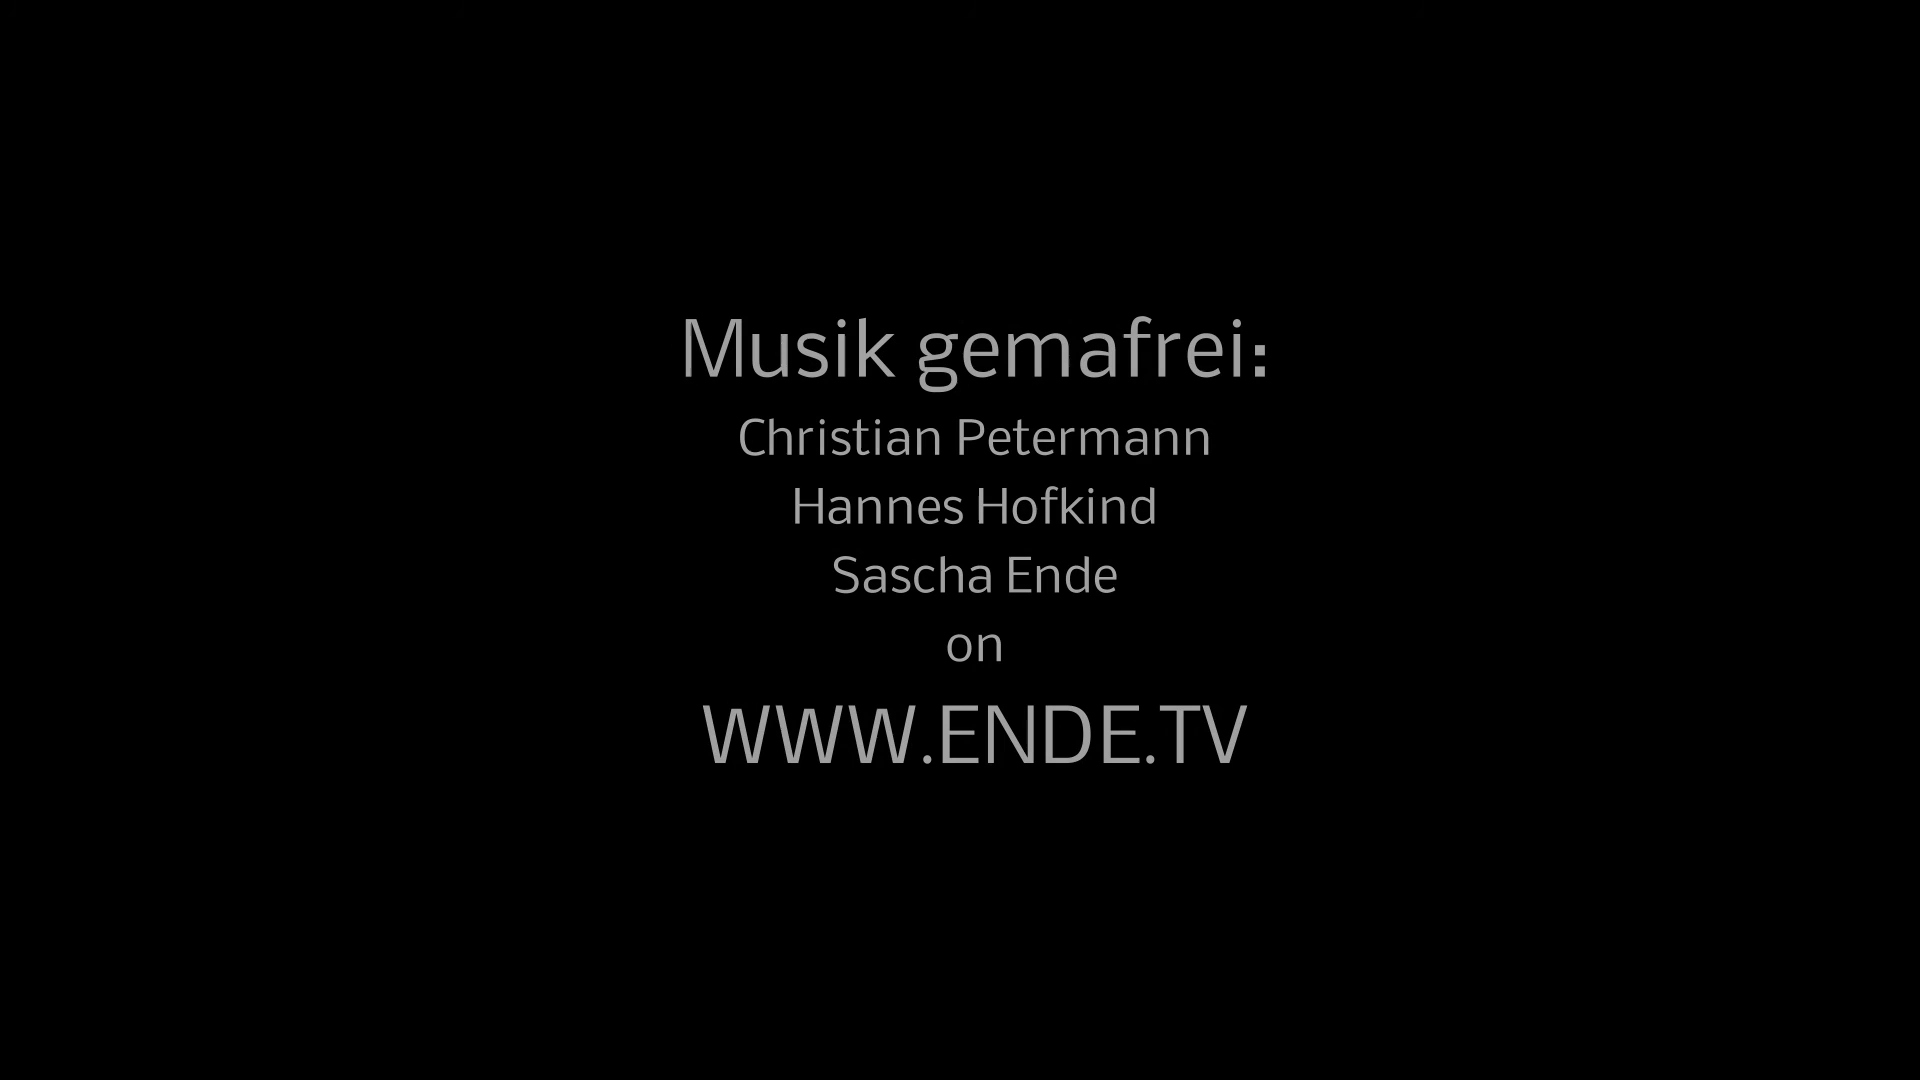 Musik gemafrei:
Christian Petermann
Hannes Hofkind
Sascha Ende
on
WWW.ENDE.TV